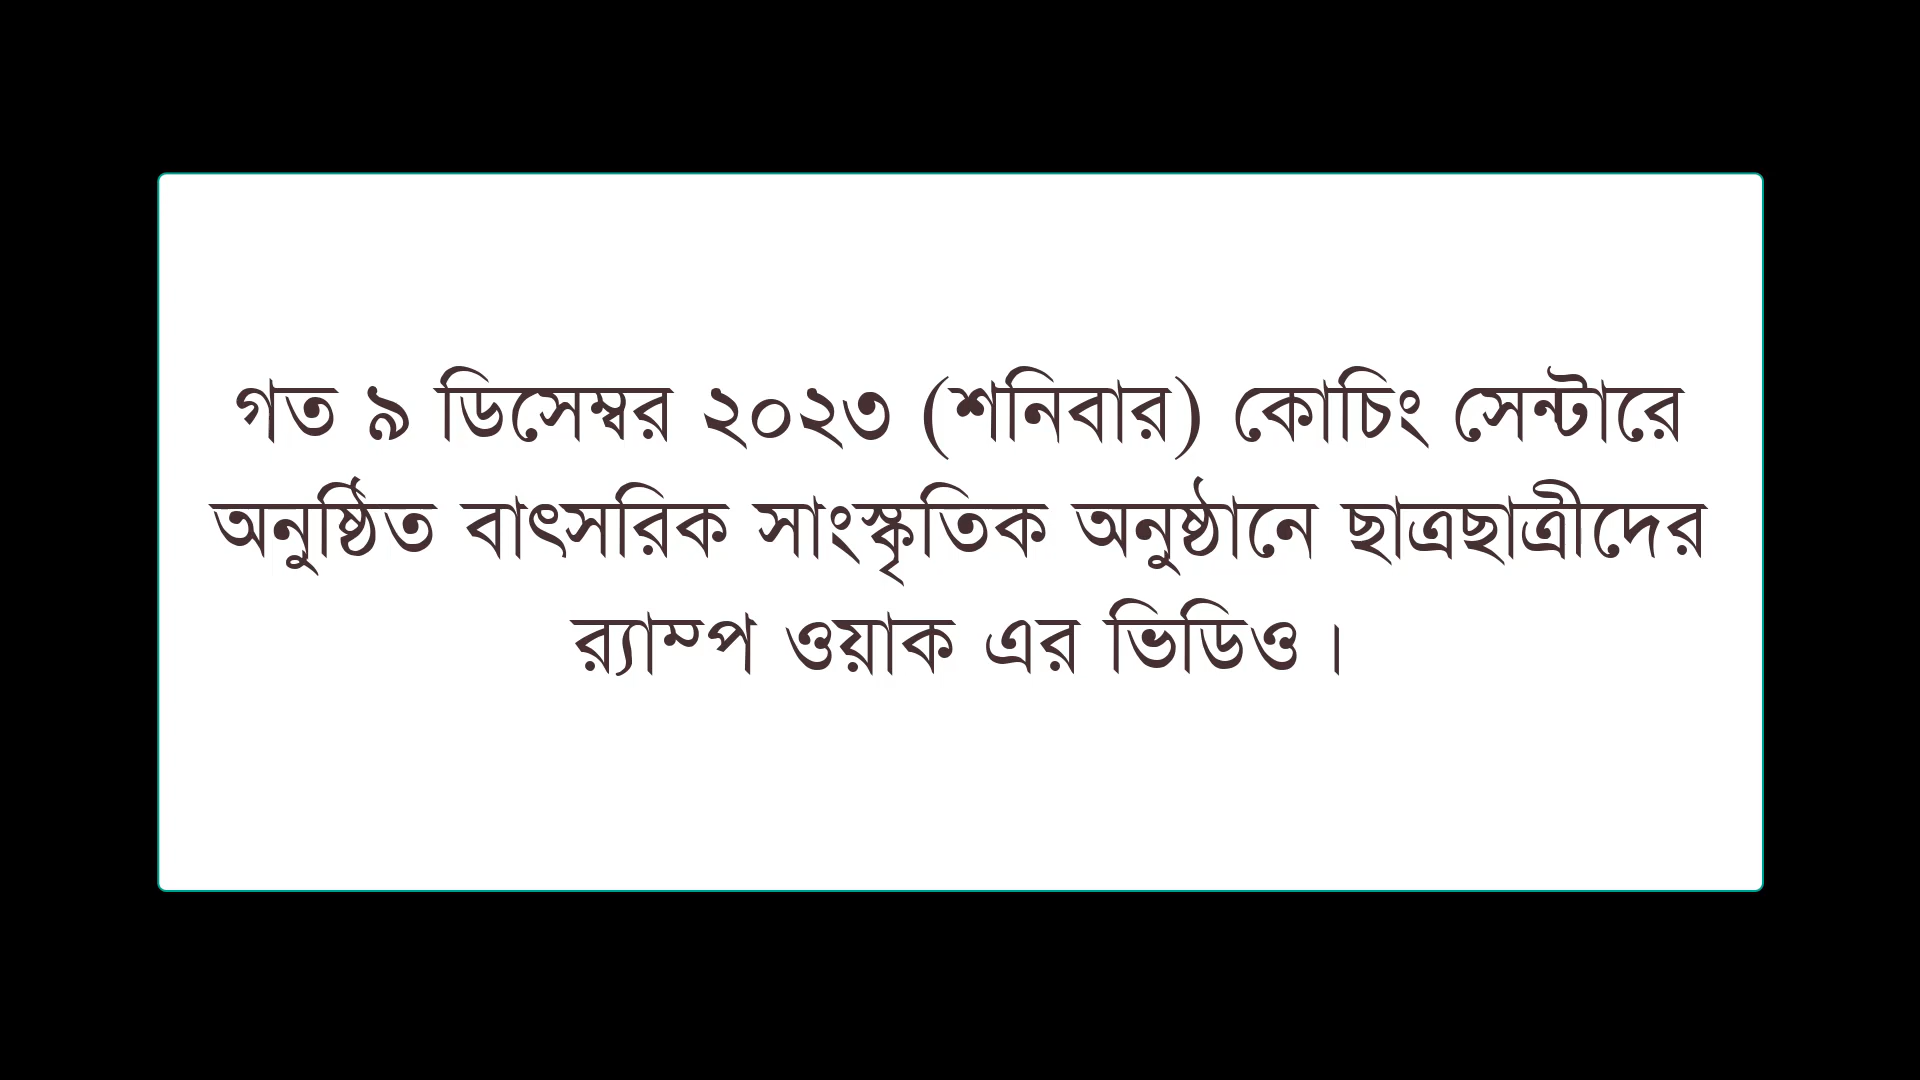 গত ৯ ডিসেম্বর ২০২৩ (শনিবার) কোচিং সেন্টারে
অনুষ্ঠিত বাৎসরিক সাংস্কৃতিক অনুষ্ঠানে ছাত্রছাত্রীদের
র‍্যাম্প ওয়াক এর ভিডিও।